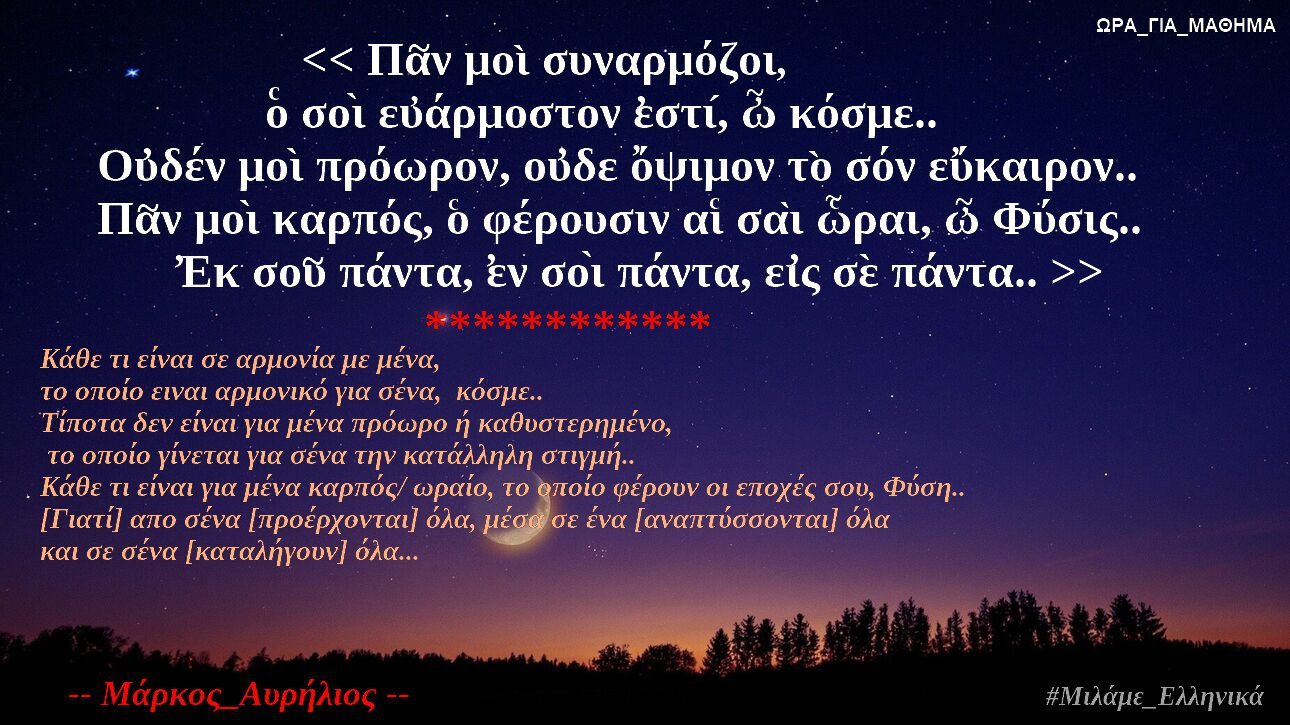 ΩΡΑ_ΓΙΑ_ΜΑΘΗΜΑ
<< Πᾶν μοὶ συναρμόζοι,
ὅ σοὶ εὐάρμοστον ἐστί, ὦ κόσμε..
Οὐδέν μοὶ πρόωρον, οὐδε ὄψιμον τὸ σόν εὔκαιρον..
Πᾶν μοὶ καρπός, ὁ φέρουσιν αἱ σαὶ ὧραι, ὦ Φύσις..
Ἐκ σοῦ πάντα, ἐν σοὶ πάντα, εἰς σὲ πάντα.. >>
************
Κάθε τι είναι σε αρμονία με μένα,
το οποίο ειναι αρμονικό για σένα, κόσμε..
Τίποτα δεν είναι για μένα πρόωρο ή καθυστερημένο,
το οποίο γίνεται για σένα την κατάλληλη στιγμή..
Κάθε τι είναι για μένα καρπός/ ωραίο, το οποίο φέρουν οι εποχές σου, Φύση..
[Γιατί] απο σένα [προέρχονται] όλα, μέσα σε ένα [αναπτύσσονται] όλα
και σε σένα [καταλήγουν] όλα...
-- Μάρκος_Αυρήλιος --
#Μιλάμε_Ελληνικά